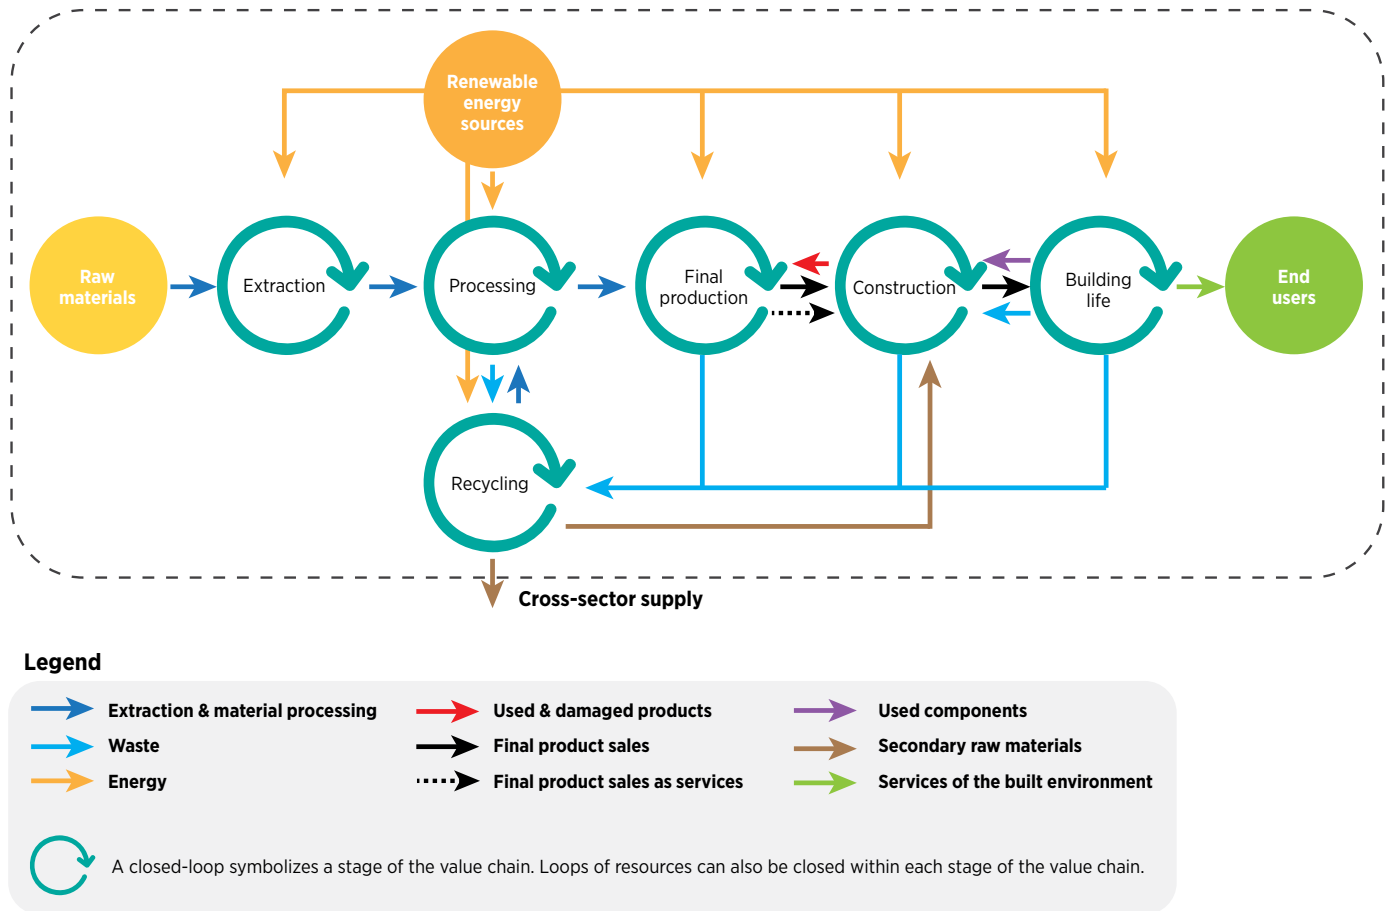 Renewable
energy
sources
Raw
materials
Extraction
Processing
Final
production
Construction
Building
life
End
users
Recycling
Cross-sector supply
Legend
Extraction & material processing
Used & damaged products
Used components
Waste
Final product sales
Secondary raw materials
Energy
Final product sales as services
Services of the built environment
A closed-loop symbolizes a stage of the value chain. Loops of resources can also be closed within each stage of the value chain.